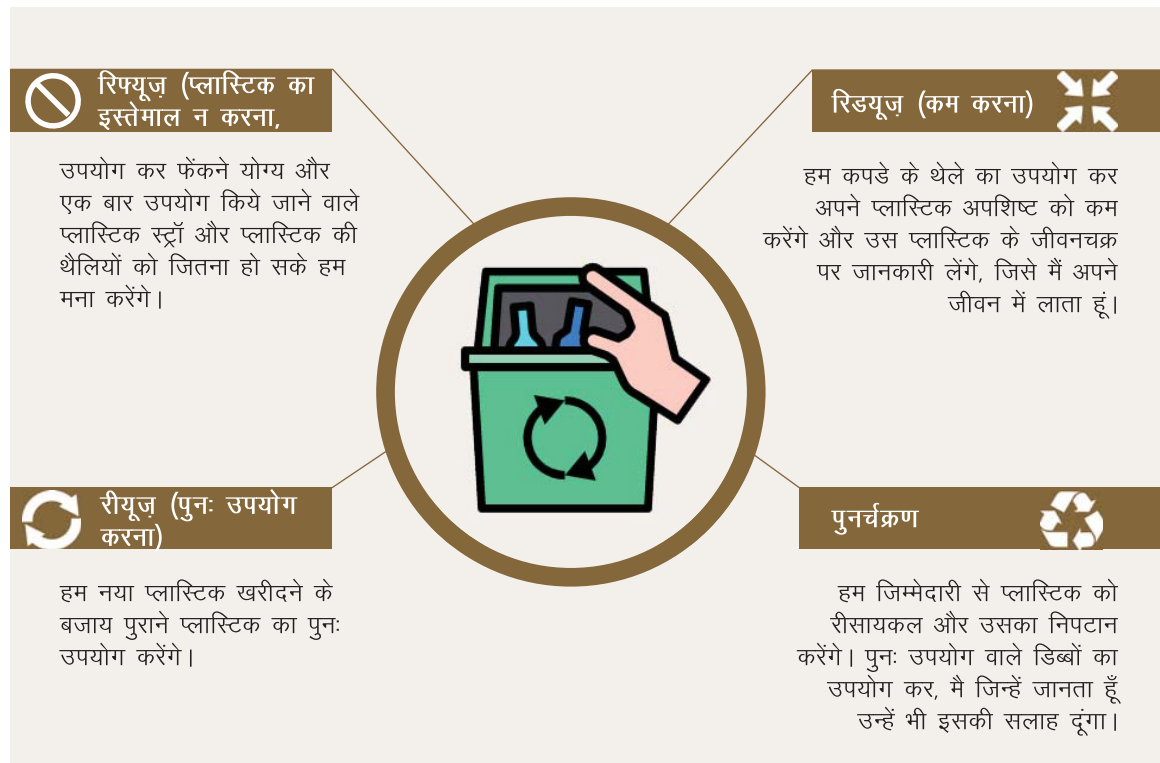 रिफ्यूज़ (प्लास्टिक का
इस्तेमाल न करना,
उपयोग कर फेंकने योग्य और
एक बार उपयोग किये जाने वाले
प्लास्टिक स्ट्रॉ और प्लास्टिक की
थैलियों को जितना हो सके हम
मना करेंगे।
रिडयूज़ (कम करना)
हम कपडे के थेले का उपयोग कर
अपने प्लास्टिक अपशिष्ट को कम
करेंगे और उस प्लास्टिक के जीवनचक्र
पर जानकारी लेंगे, जिसे मैं अपने
जीवन में लाता हूं।
रीयूज़ (पुनः उपयोग
करना)
हम नया प्लास्टिक खरीदने के
बजाय पुराने प्लास्टिक का पुनः
उपयोग करेंगे।
पुनर्चक्रण
हम जिम्मेदारी से प्लास्टिक को
रीसायकल और उसका निपटान
करेंगे। पुनः उपयोग वाले डिब्बों का
उपयोग कर, मै जिन्हें जानता हूँ
उन्हें भी इसकी सलाह दूंगा।